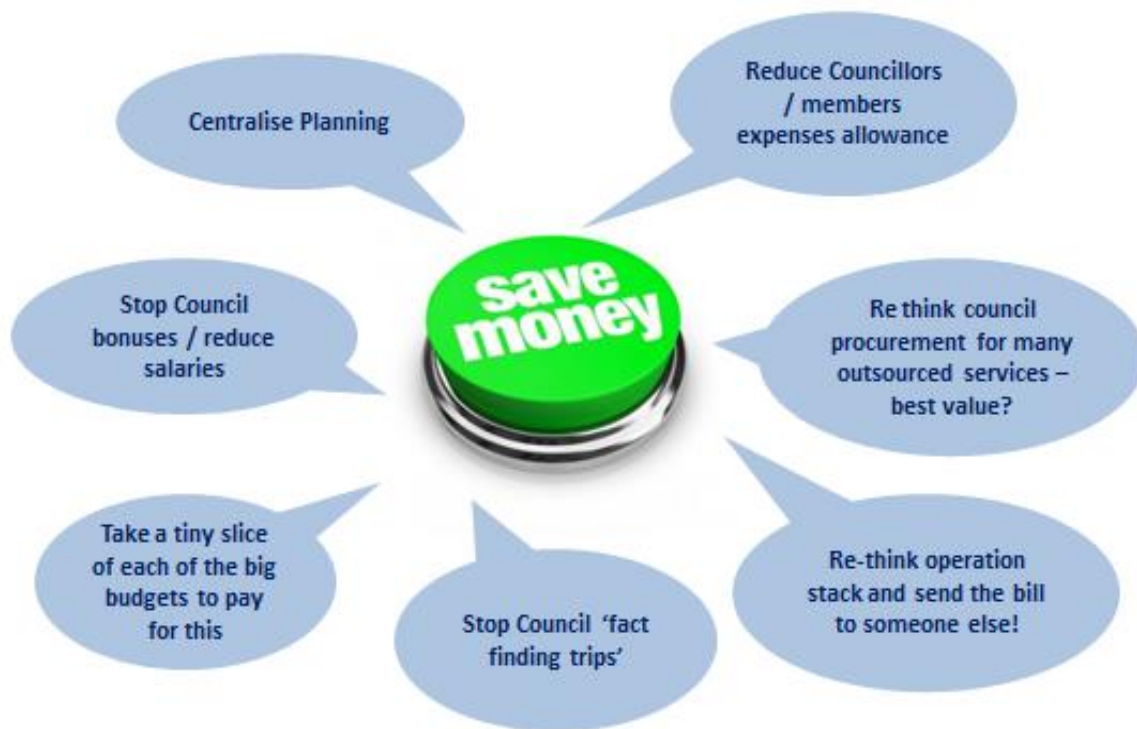 Centralise Planning
Reduce Councillors
/ members
expenses allowance
Stop Council
bonuses / reduce
salaries
save
money
Re think council
procurement for many
outsourced services –
best value?
Take a tiny slice
of each of the big
budgets to pay
for this
Stop Council ‘fact
finding trips’
Re-think operation
stack and send the bill
to someone else!